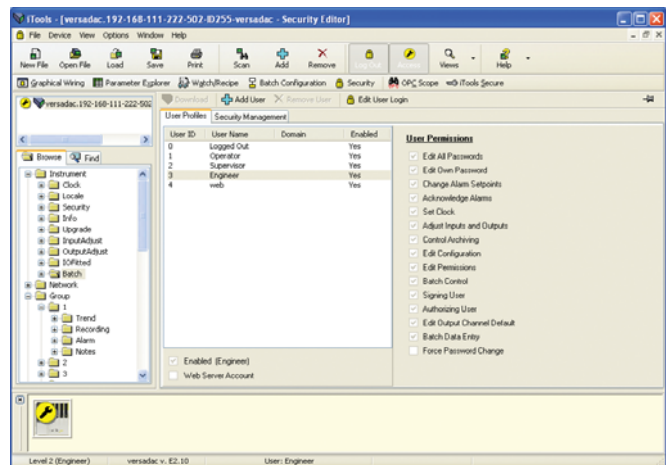 iTools - [versadac.192-168-111-222-502-ID255-versadac - Security Editor]
File Device View Options Window Help
New File Open File Load Save Print Scan Add Remove Log Out Access Views Help
Graphical Wiring Parameter Explorer Watch/Recipe Batch Configuration Security OPC Scope iTools Secure
versadac.192-168-111-222-502
Download Add User Remove User Edit User Login
User Profiles Security Management
User ID User Name Domain Enabled
0 Logged Out Yes
1 Operator Yes
2 Supervisor Yes
3 Engineer Yes
4 web Yes
Enabled (Engineer)
Web Server Account
User Permissions
Edit All Passwords
Edit Own Password
Change Alarm Setpoints
Acknowledge Alarms
Set Clock
Adjust Inputs and Outputs
Control Archiving
Edit Configuration
Edit Permissions
Batch Control
Signing User
Authorizing User
Edit Output Channel Default
Batch Data Entry
Force Password Change
Browse Find
Instrument
Clock
Locale
Security
Info
Upgrade
InputAdjust
OutputAdjust
IOFitted
Batch
Network
Group
1
Trend
Recording
Alarm
Notes
2
3
Level 2 (Engineer) versadac v. E2.10 User: Engineer